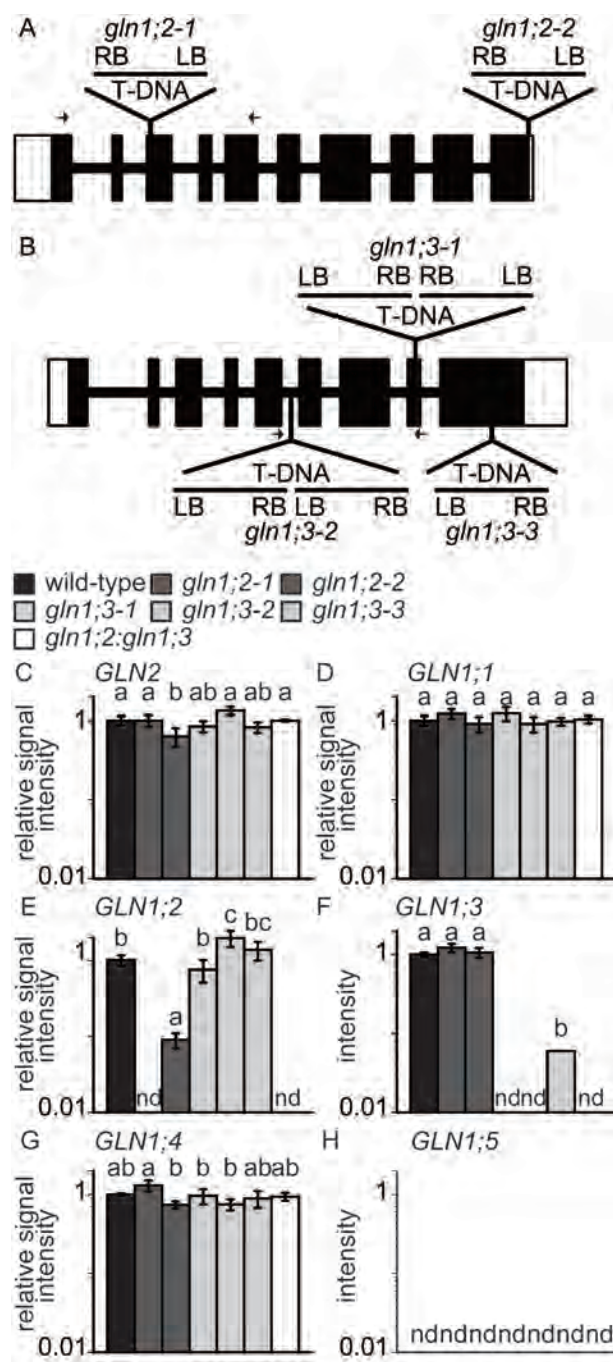 A
gln1;2-1 gln1;2-2
RB LB RB LB
T-DNA T-DNA
B
gln1;3-1
LB RB RB LB
T-DNA
T-DNA T-DNA
LB RB LB RB LB RB
gln1;3-2 gln1;3-3
wild-type gln1;2-1 gln1;2-2
gln1;3-1 gln1;3-2 gln1;3-3
gln1;2:gln1;3
C GLN2
a a b ab a ab a
1
0.01
relative signal
intensity
D GLN1;1
a a a a a a a
1
0.01
relative signal
intensity
E GLN1;2
b nd a b c bc nd
1
0.01
relative signal
intensity
F GLN1;3
a a a nd nd b nd
1
0.01
intensity
G GLN1;4
ab a b b b ab ab
1
0.01
relative signal
intensity
H GLN1;5
1
0.01
intensity
ndndndndndndnd